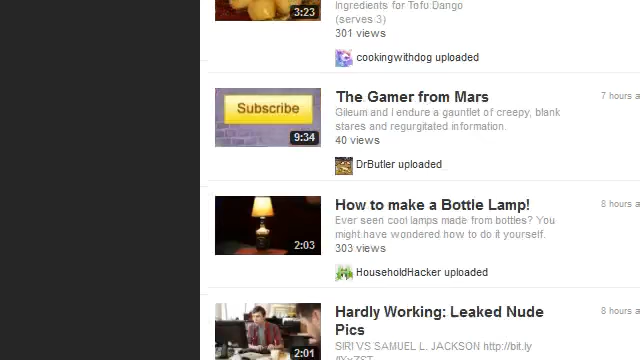 Ingredients for Tofu Dango
(serves 3)
3:23
301 views
cookingwithdog uploaded
Subscribe
9:34
The Gamer from Mars
7 hours a
Gileum and I endure a gauntlet of creepy, blank
stares and regurgitated information.
40 views
DrButler uploaded
2:03
How to make a Bottle Lamp!
8 hours a
Ever seen cool lamps made from bottles? You
might have wondered how to do it yourself.
303 views
HouseholdHacker uploaded
2:01
Hardly Working: Leaked Nude
Pics
8 hours a
SIRI VS SAMUEL L. JACKSON http://bit.ly